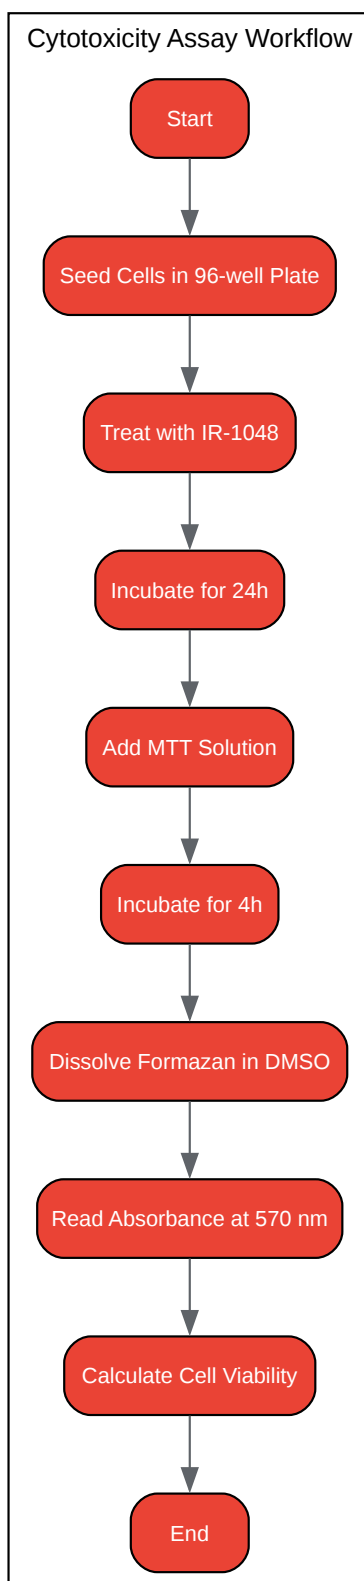 Cytotoxicity Assay Workflow
Start
Seed Cells in 96-well Plate
Treat with IR-1048
Incubate for 24h
Add MTT Solution
Incubate for 4h
Dissolve Formazan in DMSO
Read Absorbance at 570 nm
Calculate Cell Viability
End